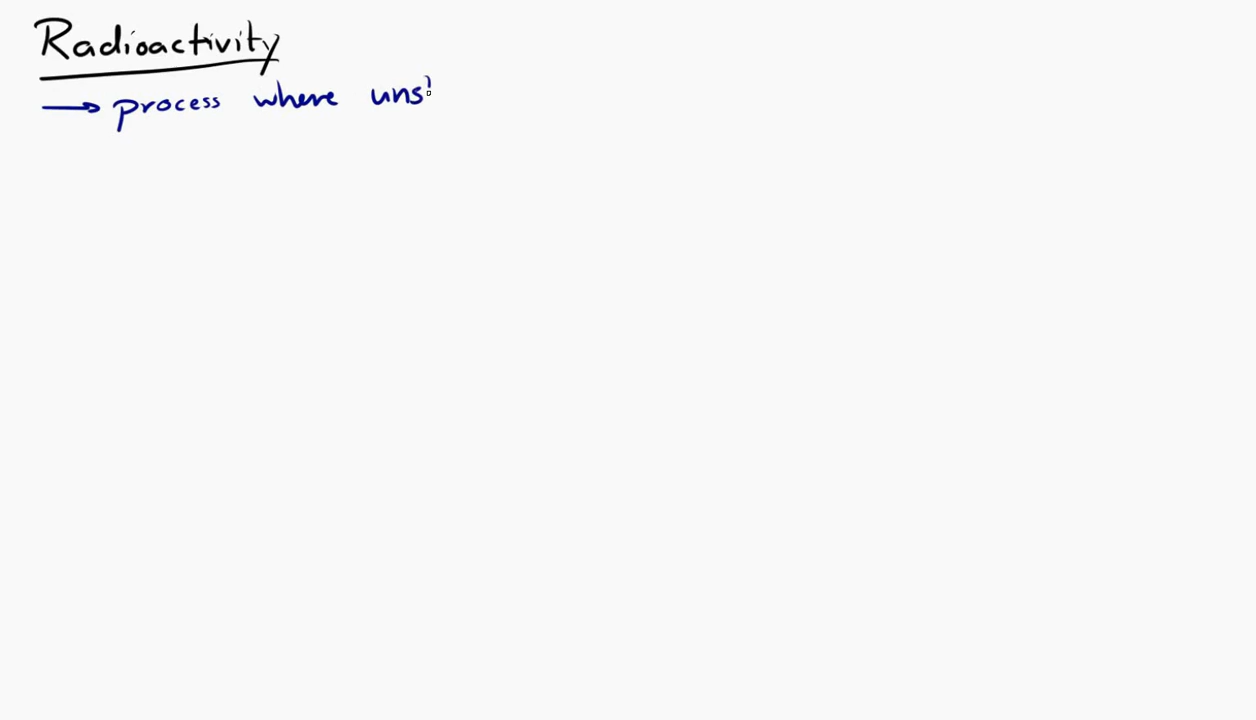 Radioactivity
→ process where uns